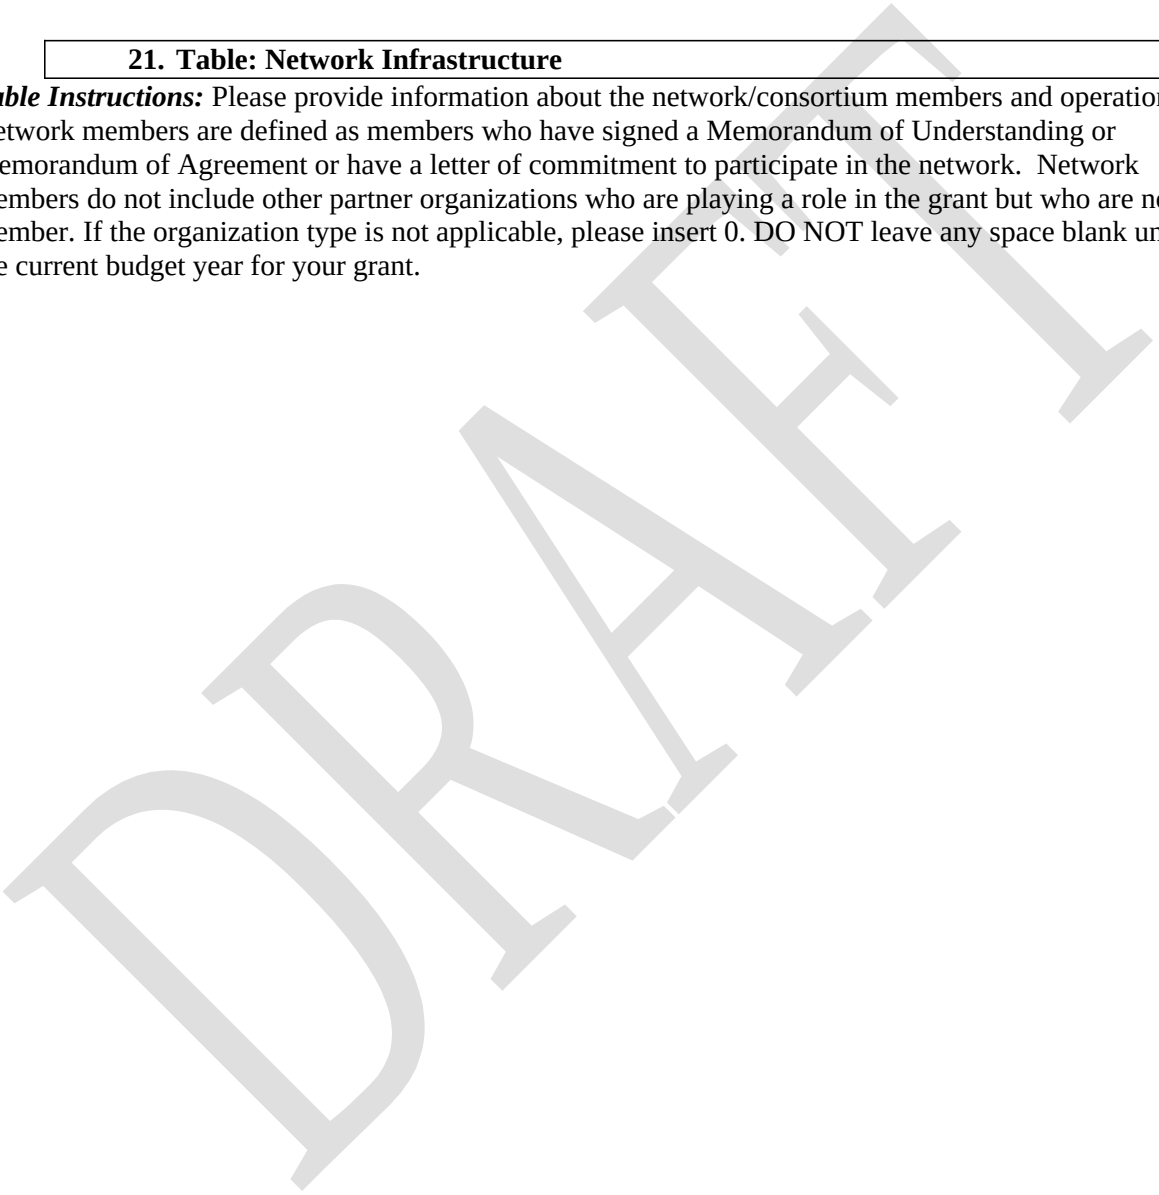 21. Table: Network Infrastructure
able Instructions: Please provide information about the network/consortium members and operation
etwork members are defined as members who have signed a Memorandum of Understanding or
emorandum of Agreement or have a letter of commitment to participate in the network.  Network
embers do not include other partner organizations who are playing a role in the grant but who are no
ember. If the organization type is not applicable, please insert 0. DO NOT leave any space blank un
e current budget year for your grant.
DRAFT